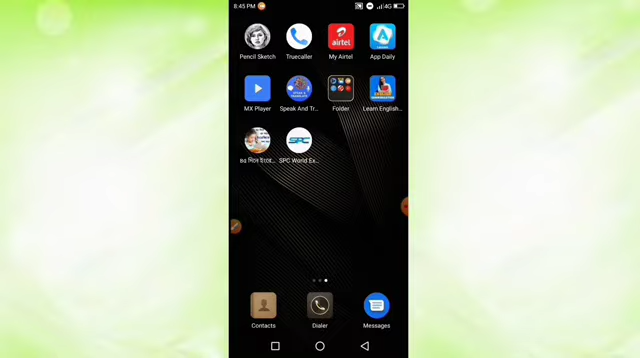 8:45 PM
4G
Pencil Sketch
Truecaller
My Airtel
App Daily
airtel
MX Player
Speak And Tr...
Folder
Learn English...
SPC World Ex...
SPC
Contacts
Dialer
Messages